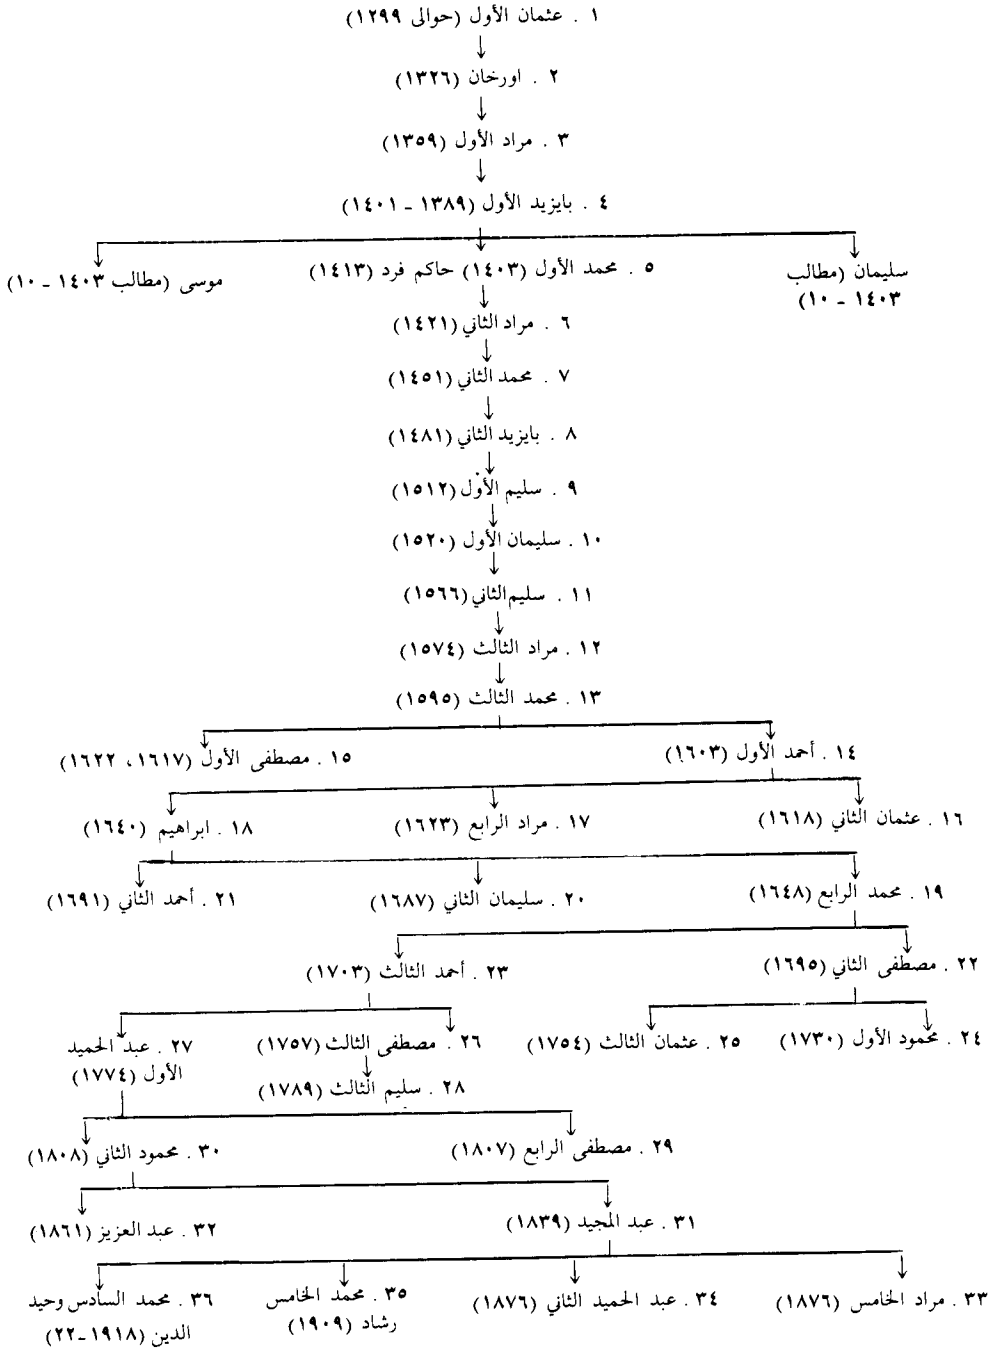 ١ . عثمان الأول (حوالى ١٢٩٩)
٢ . اورخان (١٣٢٦)
٣ . مراد الأول (١٣٥٩)
٤ . بايزيد الأول (١٣٨٩ ـ ١٤٠١)
سليمان (مطالب
١٤٠٣ ـ ١٠)
٥ . محمد الأول (١٤٠٣) حاكم فرد (١٤١٣)
موسى (مطالب ١٤٠٣ ـ ١٠)
٦ . مراد الثاني (١٤٢١)
٧ . محمد الثاني (١٤٥١)
٨ . بايزيد الثاني (١٤٨١)
٩ . سليم الأول (١٥١٢)
١٠ . سليمان الأول (١٥٢٠)
١١ . سليم الثاني (١٥٦٦)
١٢ . مراد الثالث (١٥٧٤)
١٣ . محمد الثالث (١٥٩٥)
١٤ . أحمد الأول (١٦٠٣)
١٥ . مصطفى الأول (١٦١٧، ١٦٢٢)
١٦ . عثمان الثاني (١٦١٨)
١٧ . مراد الرابع (١٦٢٣)
١٨ . ابراهيم (١٦٤٠)
١٩ . محمد الرابع (١٦٤٨)
٢٠ . سليمان الثاني (١٦٨٧)
٢١ . أحمد الثاني (١٦٩١)
٢٢ . مصطفى الثاني (١٦٩٥)
٢٣ . أحمد الثالث (١٧٠٣)
٢٤ . محمود الأول (١٧٣٠)
٢٥ . عثمان الثالث (١٧٥٤)
٢٦ . مصطفى الثالث (١٧٥٧)
٢٧ . عبد الحميد
الأول (١٧٧٤)
٢٨ . سليم الثالث (١٧٨٩)
٢٩ . مصطفى الرابع (١٨٠٧)
٣٠ . محمود الثاني (١٨٠٨)
٣١ . عبد المجيد (١٨٣٩)
٣٢ . عبد العزيز (١٨٦١)
٣٣ . مراد الخامس (١٨٧٦)
٣٤ . عبد الحميد الثاني (١٨٧٦)
٣٥ . محمد الخامس
رشاد (١٩٠٩)
٣٦ . محمد السادس وحيد
الدين (١٩١٨ـ٢٢)